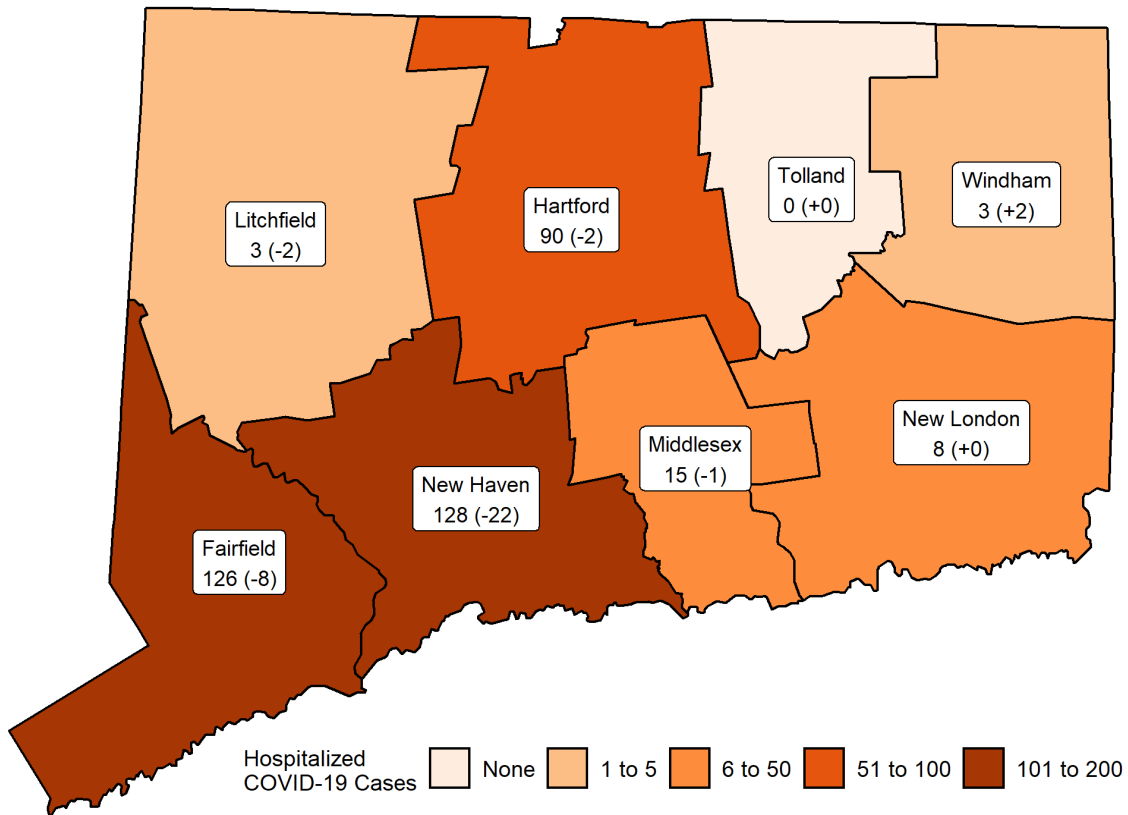 Tolland
0 (+0)
Windham
3 (+2)
Litchfield
3 (-2)
Hartford
90 (-2)
New London
8 (+0)
Middlesex
15 (-1)
New Haven
128 (-22)
Fairfield
126 (-8)
Hospitalized
COVID-19 Cases
None
1 to 5
6 to 50
51 to 100
101 to 200